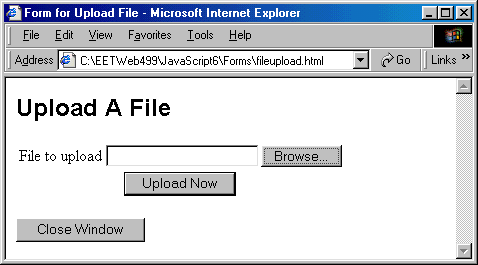 Form for Upload File - Microsoft Internet Explorer
File Edit View Favorites Tools Help
Address C:\EETWeb499\JavaScript6\Forms\fileupload.html Go Links »
Upload A File
File to upload Browse...
Upload Now
Close Window